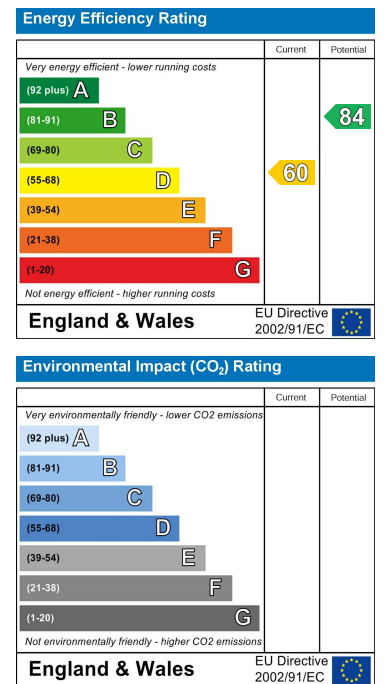 Energy Efficiency Rating
Current Potential
Very energy efficient - lower running costs
(92 plus) A
(81-91) B
84
(69-80) C
(55-68) D
60
(39-54) E
(21-38) F
(1-20) G
Not energy efficient - higher running costs
England & Wales
EU Directive
2002/91/EC
Environmental Impact (CO2) Rating
Current Potential
Very environmentally friendly - lower CO2 emissions
(92 plus) A
(81-91) B
(69-80) C
(55-68) D
(39-54) E
(21-38) F
(1-20) G
Not environmentally friendly - higher CO2 emissions
England & Wales
EU Directive
2002/91/EC